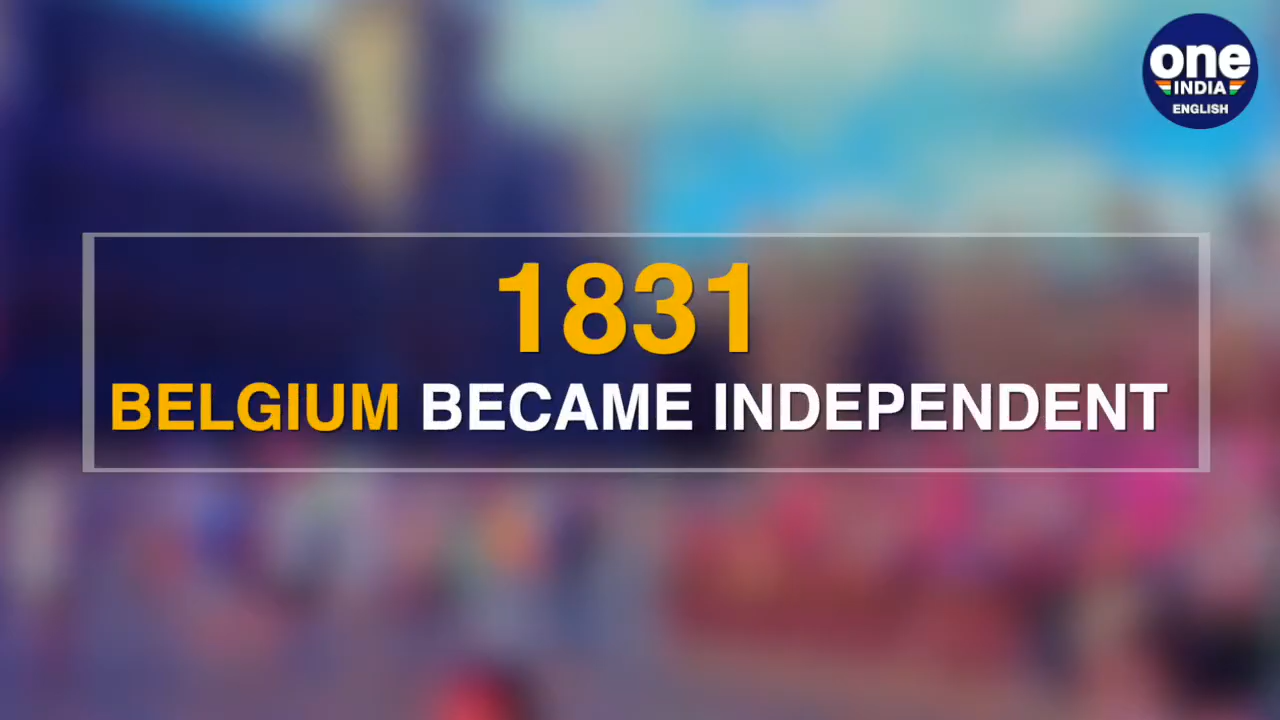 one
INDIA
ENGLISH
1831
BELGIUM BECAME INDEPENDENT